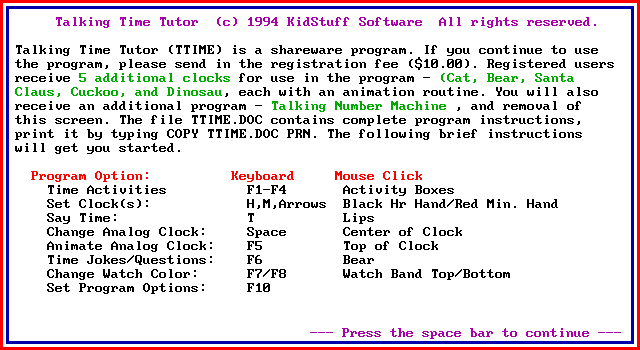 Talking Time Tutor  (c) 1994 KidStuff Software  All rights reserved.
Talking Time Tutor (TTIME) is a shareware program. If you continue to use
the program, please send in the registration fee ($10.00). Registered users
receive 5 additional clocks for use in the program - (Cat, Bear, Santa
Claus, Cuckoo, and Dinosau, each with an animation routine. You will also
receive an additional program - Talking Number Machine , and removal of
this screen. The file TTIME.DOC contains complete program instructions,
print it by typing COPY TTIME.DOC PRN. The following brief instructions
will get you started.
Program Option: Keyboard Mouse Click
Time Activities F1-F4 Activity Boxes
Set Clock(s): H,M,Arrows Black Hr Hand/Red Min. Hand
Say Time: T Lips
Change Analog Clock: Space Center of Clock
Animate Analog Clock: F5 Top of Clock
Time Jokes/Questions: F6 Bear
Change Watch Color: F7/F8 Watch Band Top/Bottom
Set Program Options: F10
--- Press the space bar to continue ---